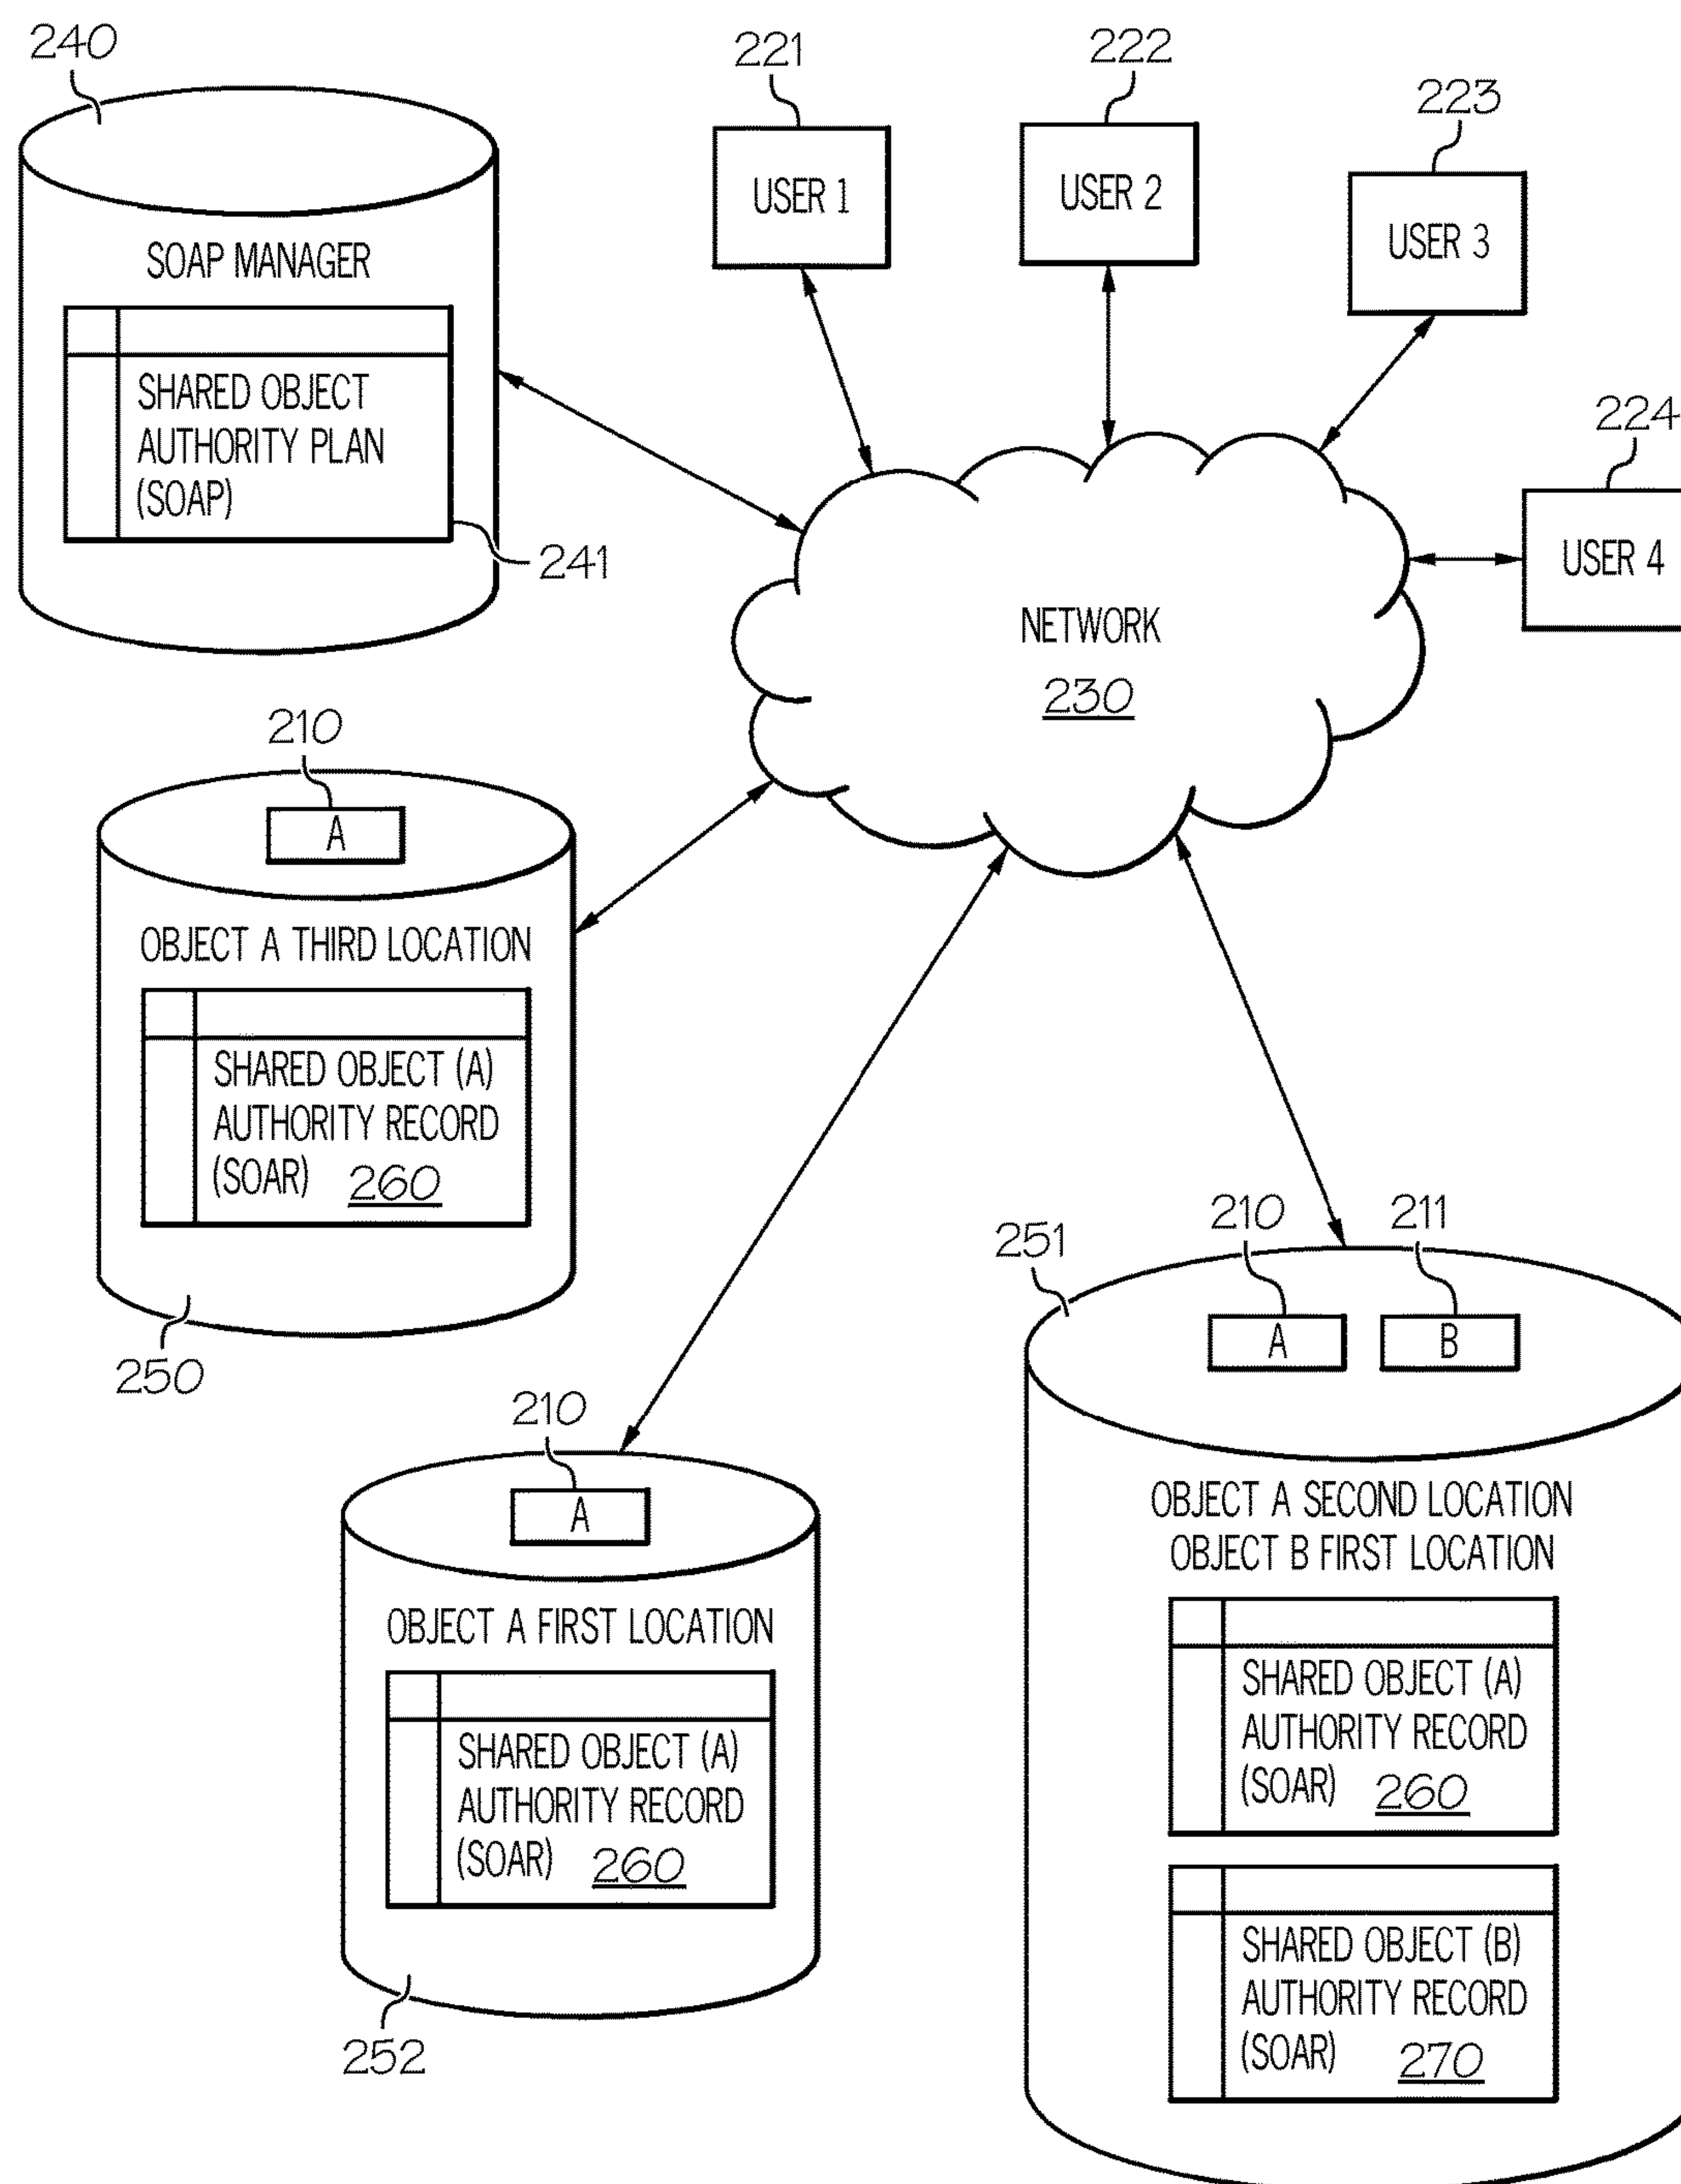 240
SOAP MANAGER
SHARED OBJECT
AUTHORITY PLAN
(SOAP)
241
221
USER 1
222
USER 2
223
USER 3
224
USER 4
NETWORK
230
210
A
OBJECT A THIRD LOCATION
SHARED OBJECT (A)
AUTHORITY RECORD
(SOAR) 260
250
210
A
OBJECT A FIRST LOCATION
SHARED OBJECT (A)
AUTHORITY RECORD
(SOAR) 260
252
251
210
211
A
B
OBJECT A SECOND LOCATION
OBJECT B FIRST LOCATION
SHARED OBJECT (A)
AUTHORITY RECORD
(SOAR) 260
SHARED OBJECT (B)
AUTHORITY RECORD
(SOAR) 270